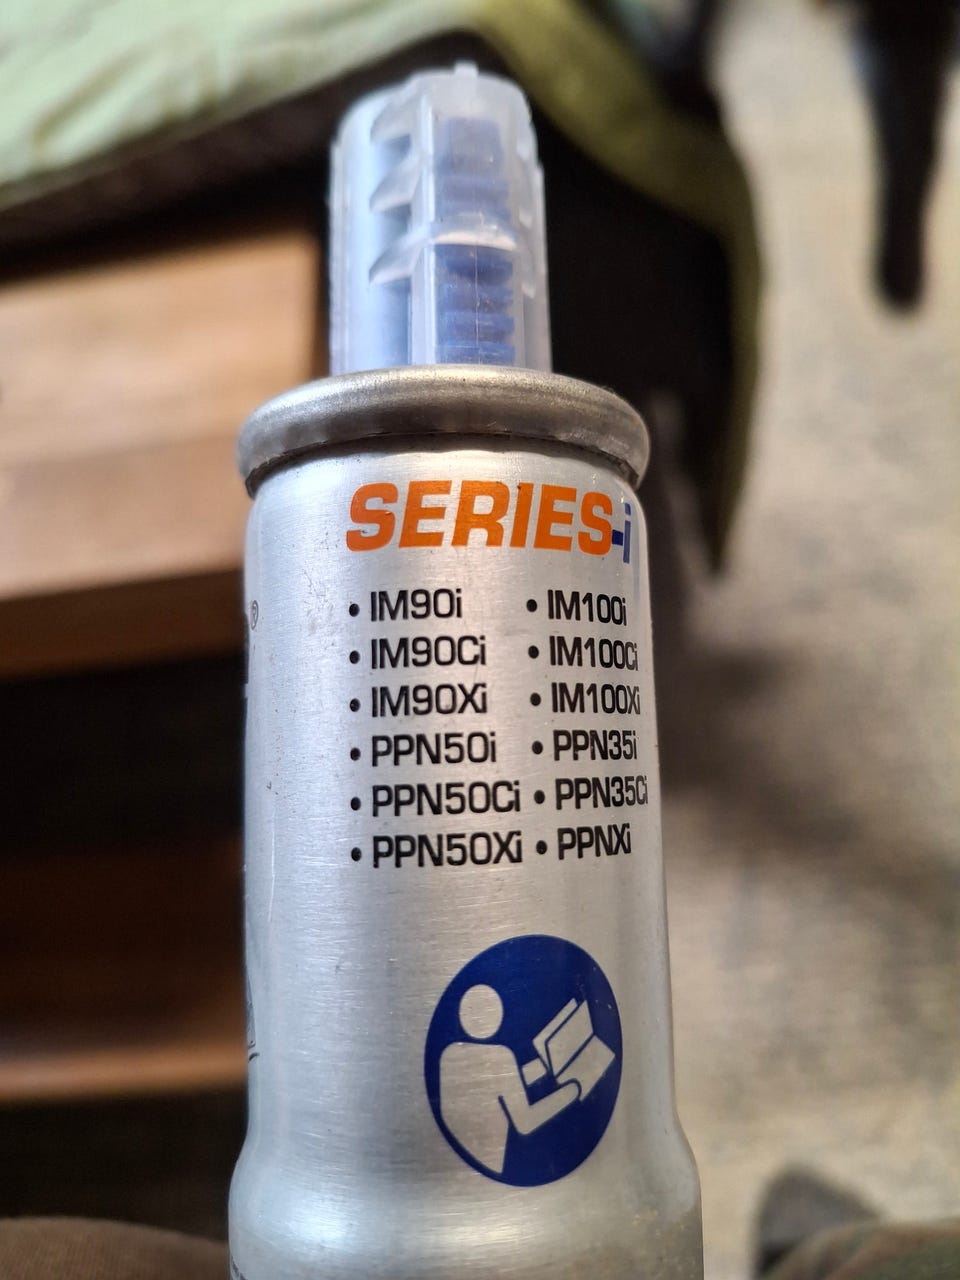 SERIES-i
®
• IM90i • IM100i
• IM90Ci • IM100Ci
• IM90Xi • IM100Xi
• PPN50i • PPN35i
• PPN50Ci • PPN35Ci
• PPN50Xi • PPNXi